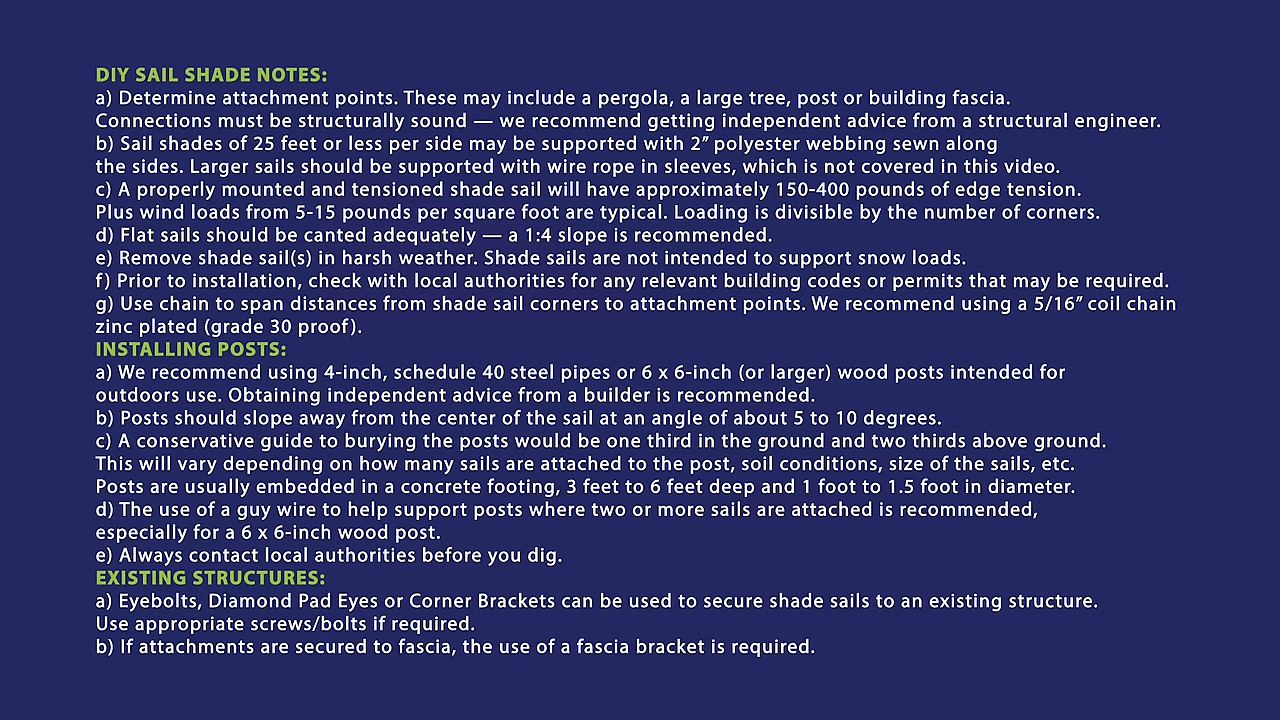 DIY SAIL SHADE NOTES:
a) Determine attachment points. These may include a pergola, a large tree, post or building fascia.
Connections must be structurally sound — we recommend getting independent advice from a structural engineer.
b) Sail shades of 25 feet or less per side may be supported with 2” polyester webbing sewn along
the sides. Larger sails should be supported with wire rope in sleeves, which is not covered in this video.
c) A properly mounted and tensioned shade sail will have approximately 150-400 pounds of edge tension.
Plus wind loads from 5-15 pounds per square foot are typical. Loading is divisible by the number of corners.
d) Flat sails should be canted adequately — a 1:4 slope is recommended.
e) Remove shade sail(s) in harsh weather. Shade sails are not intended to support snow loads.
f) Prior to installation, check with local authorities for any relevant building codes or permits that may be required.
g) Use chain to span distances from shade sail corners to attachment points. We recommend using a 5/16” coil chain
zinc plated (grade 30 proof).
INSTALLING POSTS:
a) We recommend using 4-inch, schedule 40 steel pipes or 6 x 6-inch (or larger) wood posts intended for
outdoors use. Obtaining independent advice from a builder is recommended.
b) Posts should slope away from the center of the sail at an angle of about 5 to 10 degrees.
c) A conservative guide to burying the posts would be one third in the ground and two thirds above ground.
This will vary depending on how many sails are attached to the post, soil conditions, size of the sails, etc.
Posts are usually embedded in a concrete footing, 3 feet to 6 feet deep and 1 foot to 1.5 foot in diameter.
d) The use of a guy wire to help support posts where two or more sails are attached is recommended,
especially for a 6 x 6-inch wood post.
e) Always contact local authorities before you dig.
EXISTING STRUCTURES:
a) Eyebolts, Diamond Pad Eyes or Corner Brackets can be used to secure shade sails to an existing structure.
Use appropriate screws/bolts if required.
b) If attachments are secured to fascia, the use of a fascia bracket is required.